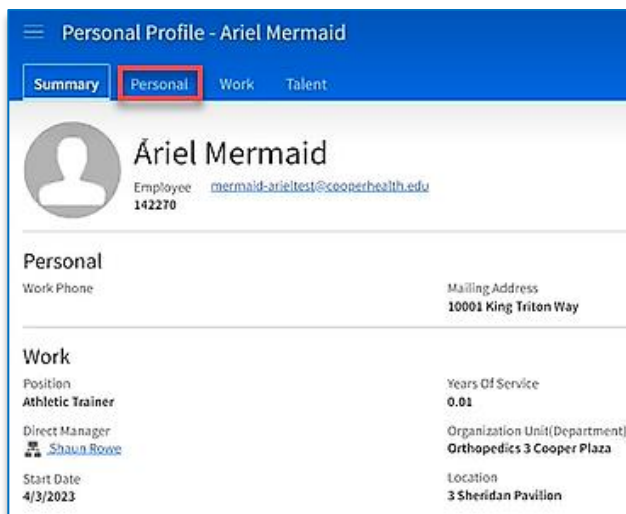 Personal Profile - Ariel Mermaid
Summary Personal Work Talent
Ariel Mermaid
Employee mermaid-arieltest@cooperhealth.edu
142270
Personal
Work Phone Mailing Address
10001 King Triton Way
Work
Position Years Of Service
Athletic Trainer 0.01
Direct Manager Organization Unit(Department)
Shaun Rowe Orthopedics 3 Cooper Plaza
Start Date Location
4/3/2023 3 Sheridan Pavilion